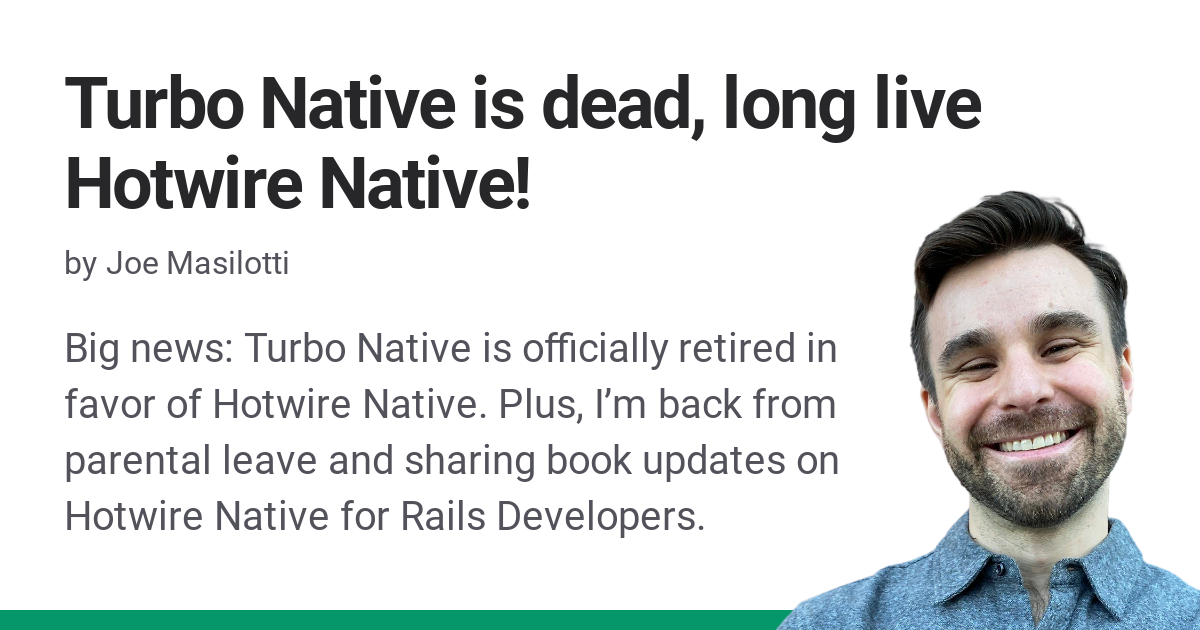 Turbo Native is dead, long live
Hotwire Native!
by Joe Masilotti
Big news: Turbo Native is officially retired in
favor of Hotwire Native. Plus, I’m back from
parental leave and sharing book updates on
Hotwire Native for Rails Developers.